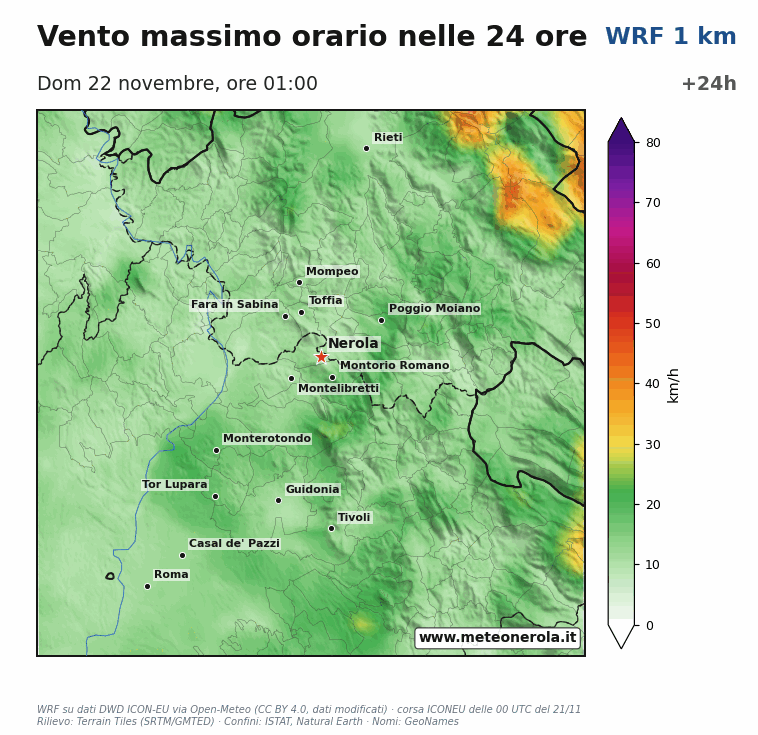 Vento massimo orario nelle 24 ore WRF 1 km
Dom 22 novembre, ore 01:00 +24h
Rieti
Mompeo
Toffia
Fara in Sabina
Poggio Moiano
Nerola
Montorio Romano
Montelibretti
Monterotondo
Tor Lupara
Guidonia
Tivoli
Casal de' Pazzi
Roma
www.meteonerola.it
80
70
60
50
40
30
20
10
0
km/h
WRF su dati DWD ICON-EU via Open-Meteo (CC BY 4.0, dati modificati) · corsa ICONEU delle 00 UTC del 21/11
Rilievo: Terrain Tiles (SRTM/GMTED) · Confini: ISTAT, Natural Earth · Nomi: GeoNames